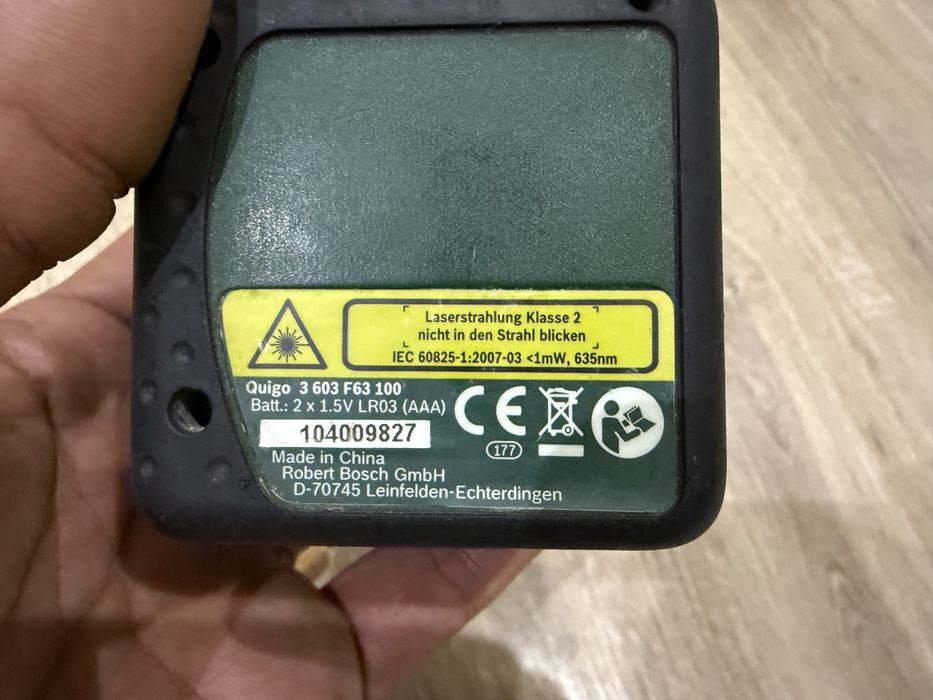 Laserstrahlung Klasse 2
nicht in den Strahl blicken
IEC 60825-1:2007-03 <1mW, 635nm
Quigo 3 603 F63 100
Batt.: 2 x 1.5V LR03 (AAA)
104009827
CE
177
Made in China
Robert Bosch GmbH
D-70745 Leinfelden-Echterdingen